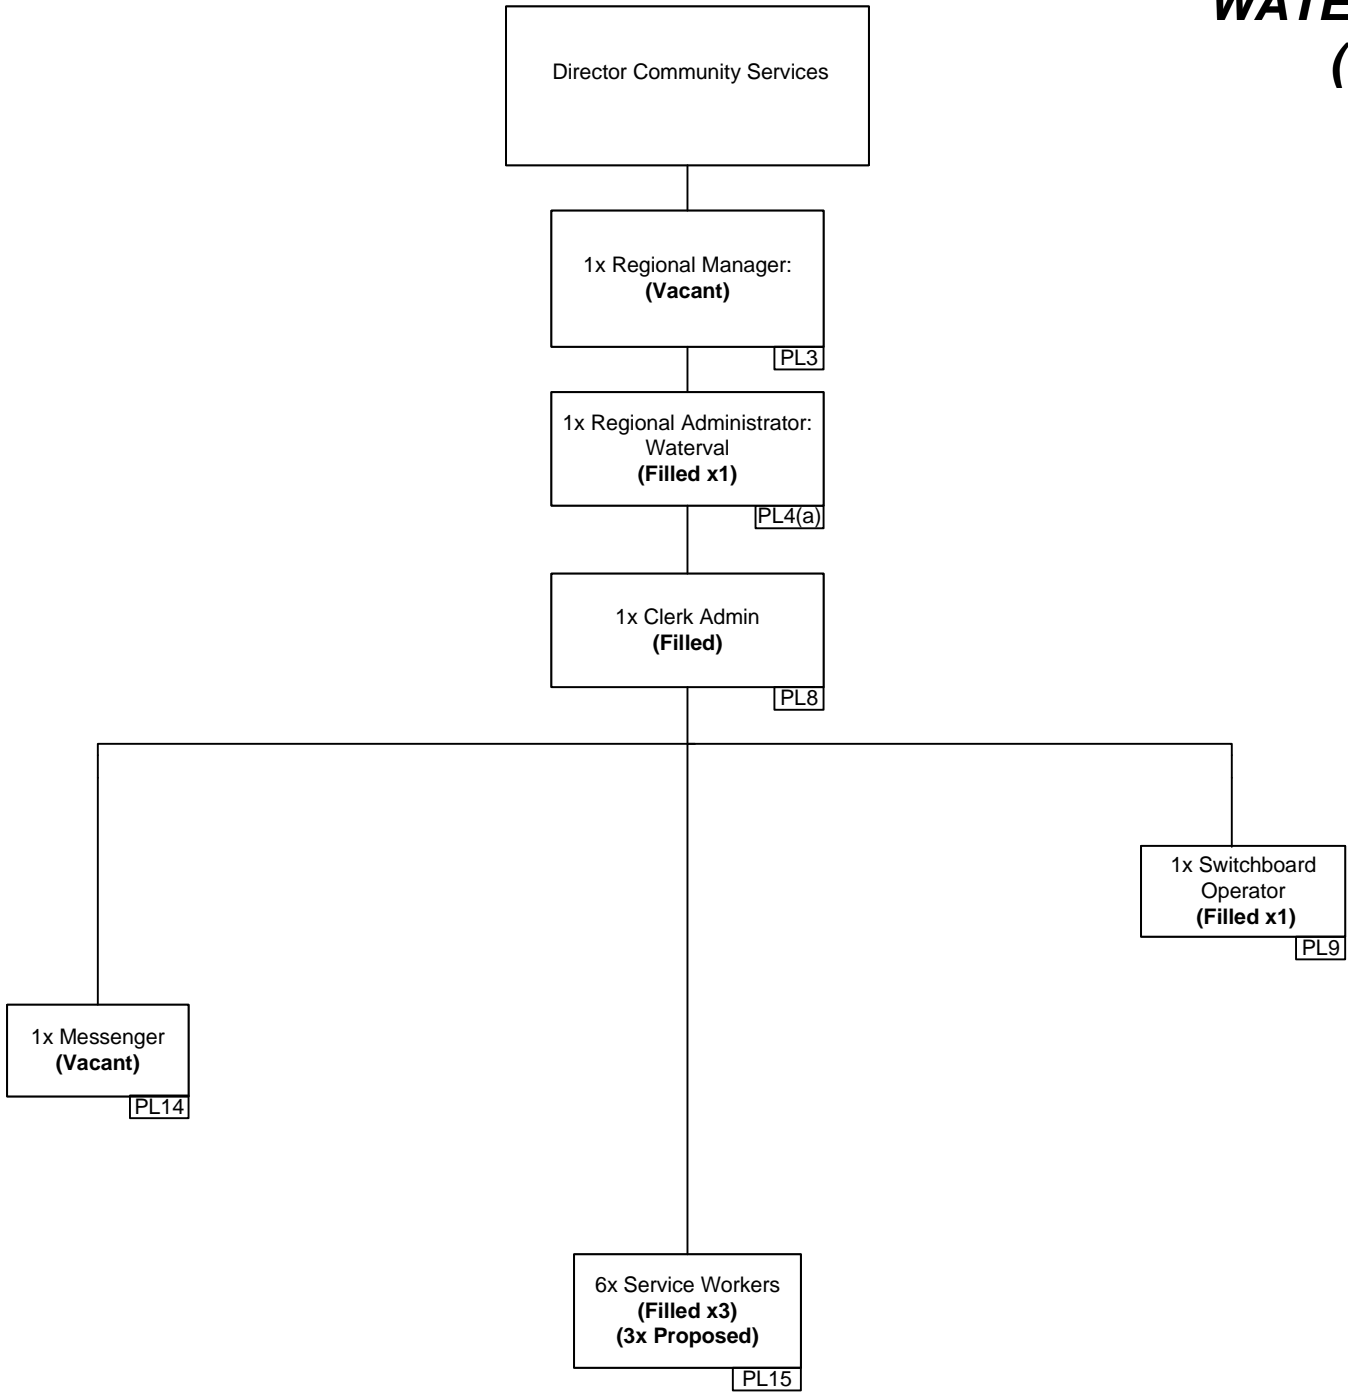 WATE
(
Director Community Services
1x Regional Manager:
(Vacant)
PL3
1x Regional Administrator:
Waterval
(Filled x1)
PL4(a)
1x Clerk Admin
(Filled)
PL8
1x Switchboard
Operator
(Filled x1)
PL9
1x Messenger
(Vacant)
PL14
6x Service Workers
(Filled x3)
(3x Proposed)
PL15